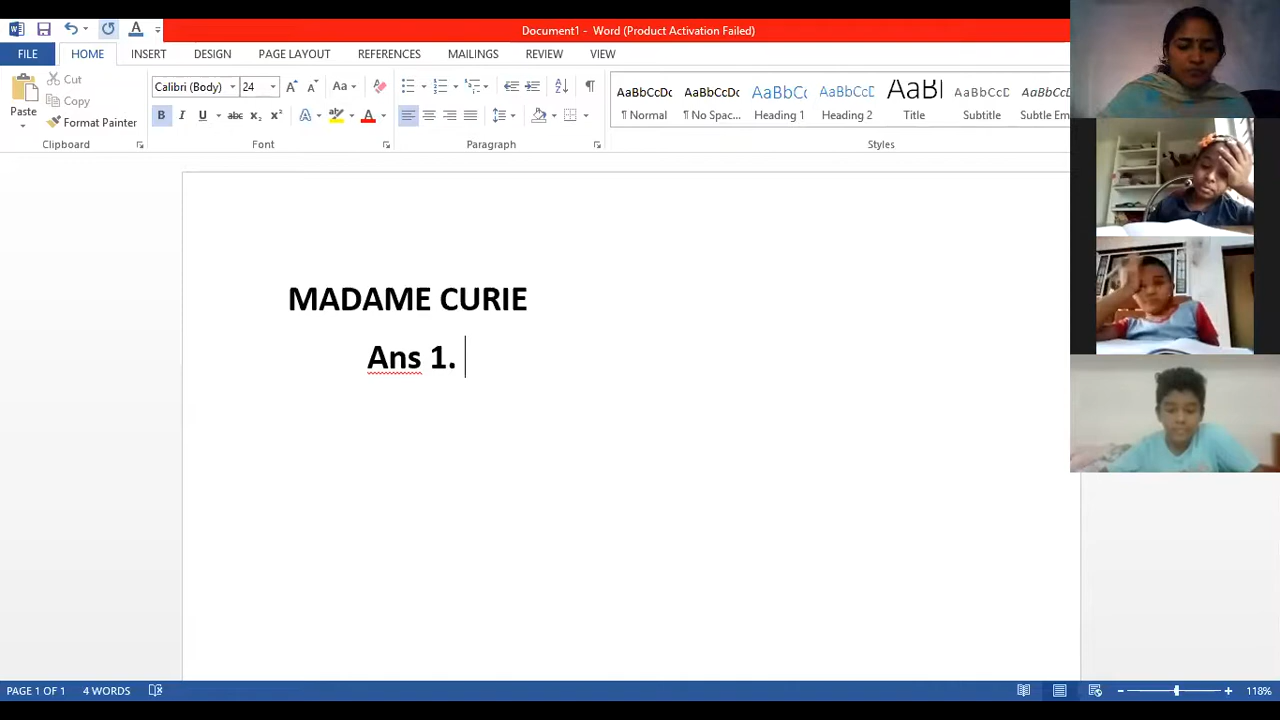 Document1 - Word (Product Activation Failed)
FILE HOME INSERT DESIGN PAGE LAYOUT REFERENCES MAILINGS REVIEW VIEW
Paste
Cut
Copy
Format Painter
Clipboard
Calibri (Body) 24
Font
Paragraph
AaBbCcDc AaBbCcDc AaBbCc AaBbCcD AaBl AaBbCcD AaBbCcDc
¶ Normal ¶ No Spac... Heading 1 Heading 2 Title Subtitle Subtle Em
Styles
MADAME CURIE
Ans 1.
PAGE 1 OF 1 4 WORDS 118%